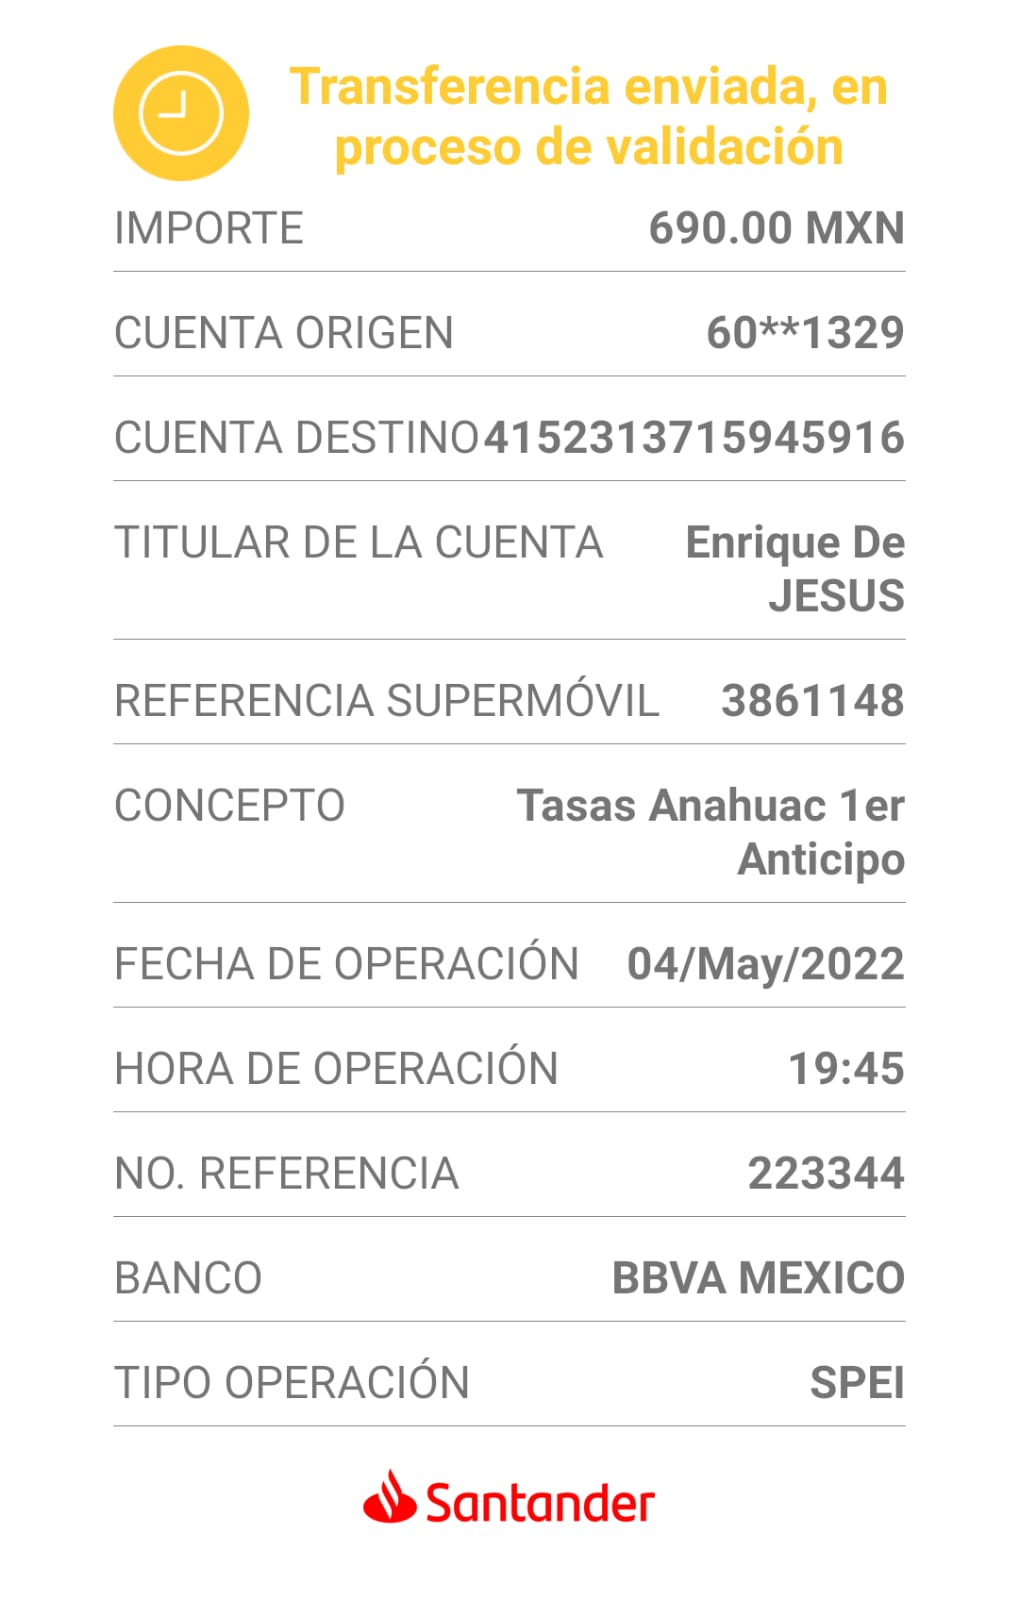 Transferencia enviada, en
proceso de validación
IMPORTE 690.00 MXN
CUENTA ORIGEN 60**1329
CUENTA DESTINO 4152313715945916
TITULAR DE LA CUENTA Enrique De
JESUS
REFERENCIA SUPERMÓVIL 3861148
CONCEPTO Tasas Anahuac 1er
Anticipo
FECHA DE OPERACIÓN 04/May/2022
HORA DE OPERACIÓN 19:45
NO. REFERENCIA 223344
BANCO BBVA MEXICO
TIPO OPERACIÓN SPEI
Santander